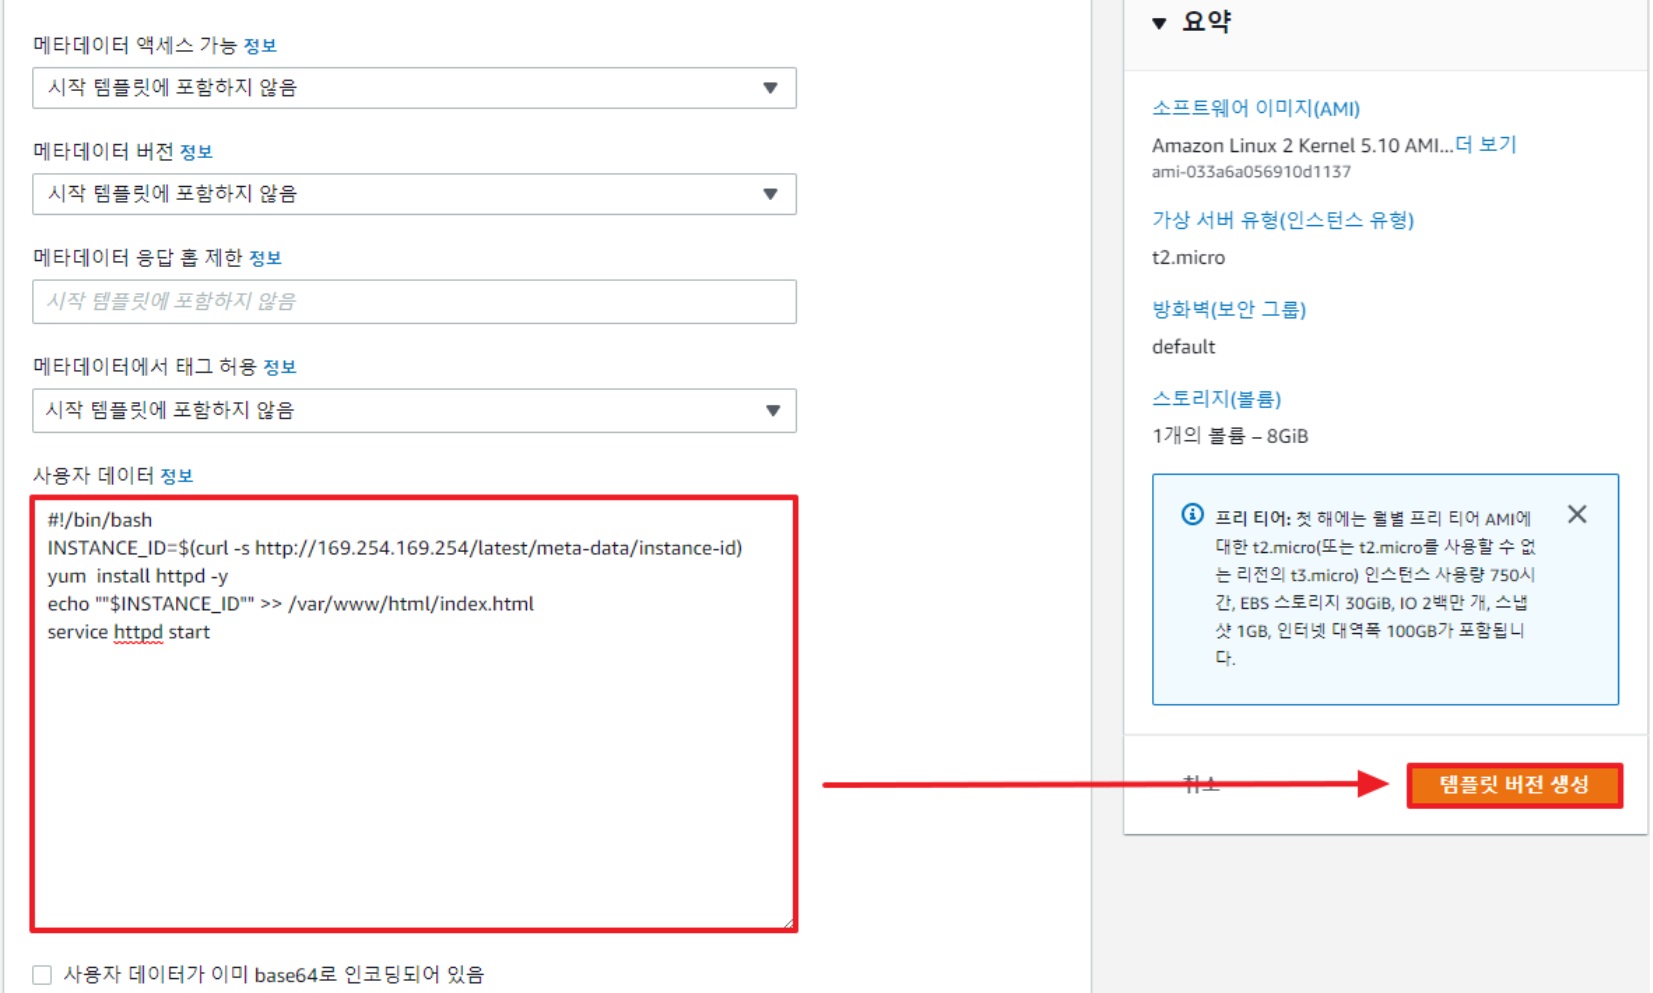 메타데이터 액세스 가능 정보
시작 템플릿에 포함하지 않음
메타데이터 버전 정보
시작 템플릿에 포함하지 않음
메타데이터 응답 홉 제한 정보
시작 템플릿에 포함하지 않음
메타데이터에서 태그 허용 정보
시작 템플릿에 포함하지 않음
사용자 데이터 정보
#!/bin/bash
INSTANCE_ID=$(curl -s http://169.254.169.254/latest/meta-data/instance-id)
yum  install httpd -y
echo ""$INSTANCE_ID"" >> /var/www/html/index.html
service httpd start
사용자 데이터가 이미 base64로 인코딩되어 있음
요약
소프트웨어 이미지(AMI)
Amazon Linux 2 Kernel 5.10 AMI...더 보기
ami-033a6a056910d1137
가상 서버 유형(인스턴스 유형)
t2.micro
방화벽(보안 그룹)
default
스토리지(볼륨)
1개의 볼륨 – 8GiB
프리 티어: 첫 해에는 월별 프리 티어 AMI에
대한 t2.micro(또는 t2.micro를 사용할 수 없
는 리전의 t3.micro) 인스턴스 사용량 750시
간, EBS 스토리지 30GiB, IO 2백만 개, 스냅
샷 1GB, 인터넷 대역폭 100GB가 포함됩니
다.
취소
템플릿 버전 생성